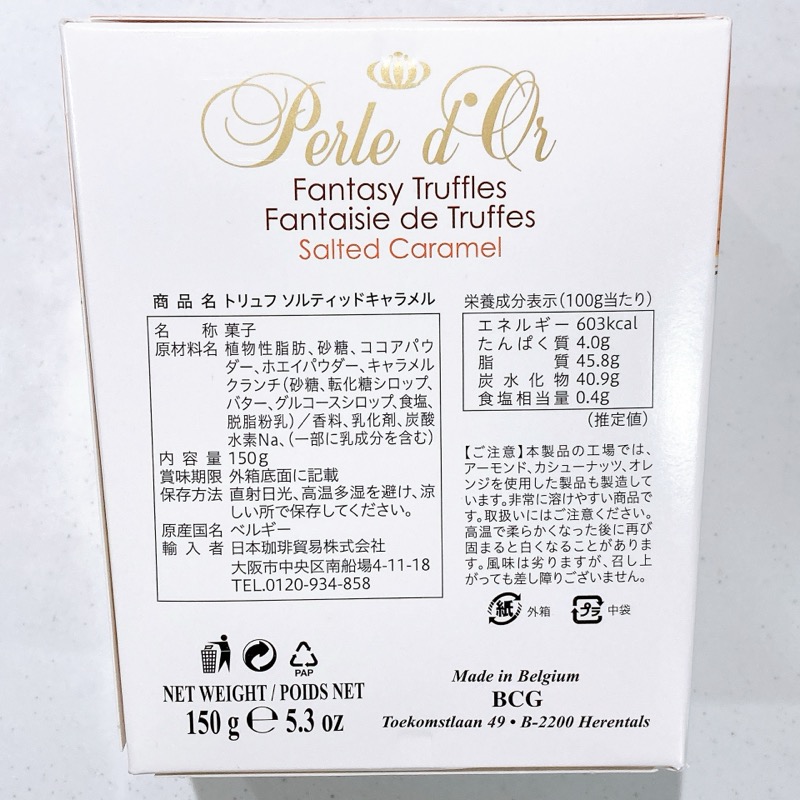 Perle d'Or
Fantasy Truffles
Fantaisie de Truffes
Salted Caramel
商品名 トリュフ ソルティッドキャラメル
名称 菓子
原材料名 植物性脂肪、砂糖、ココアパウ
ダー、ホエイパウダー、キャラメル
クランチ(砂糖、転化糖シロップ、
バター、グルコースシロップ、食塩、
脱脂粉乳)/香料、乳化剤、炭酸
水素Na、(一部に乳成分を含む)
内容量 150g
賞味期限 外箱底面に記載
保存方法 直射日光、高温多湿を避け、涼
しい所で保存してください。
原産国名 ベルギー
輸入者 日本珈琲貿易株式会社
大阪市中央区南船場4-11-18
TEL.0120-934-858
栄養成分表示(100g当たり)
エネルギー 603kcal
たんぱく質 4.0g
脂質 45.8g
炭水化物 40.9g
食塩相当量 0.4g
(推定値)
【ご注意】本製品の工場では、
アーモンド、カシューナッツ、オレ
ンジを使用した製品も製造して
います。非常に溶けやすい商品で
す。取扱いにはご注意ください。
高温で柔らかくなった後に再び
固まると白くなることがありま
す。風味は劣りますが、召し上
がっても差し障りございません。
紙 外箱
プラ 中袋
PAP
NET WEIGHT / POIDS NET
150 g ℮ 5.3 oz
Made in Belgium
BCG
Toekomstlaan 49 • B-2200 Herentals